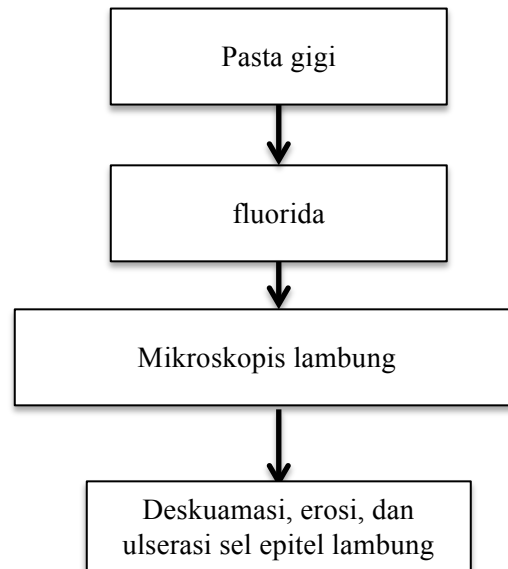 Pasta gigi
fluorida
Mikroskopis lambung
Deskuamasi, erosi, dan
ulserasi sel epitel lambung